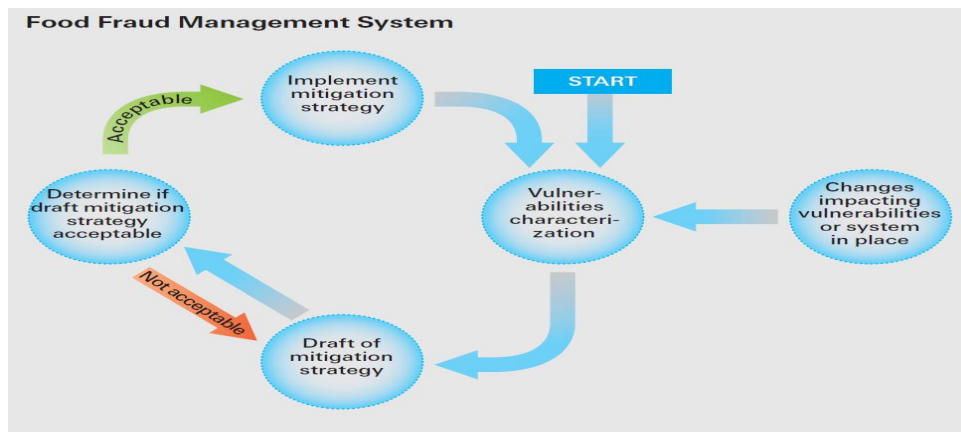 Food Fraud Management System
Implement
mitigation
strategy
START
Acceptable
Determine if
draft mitigation
strategy
acceptable
Vulner-
abilities
characteri-
zation
Changes
impacting
vulnerabilities
or system
in place
Not acceptable
Draft of
mitigation
strategy